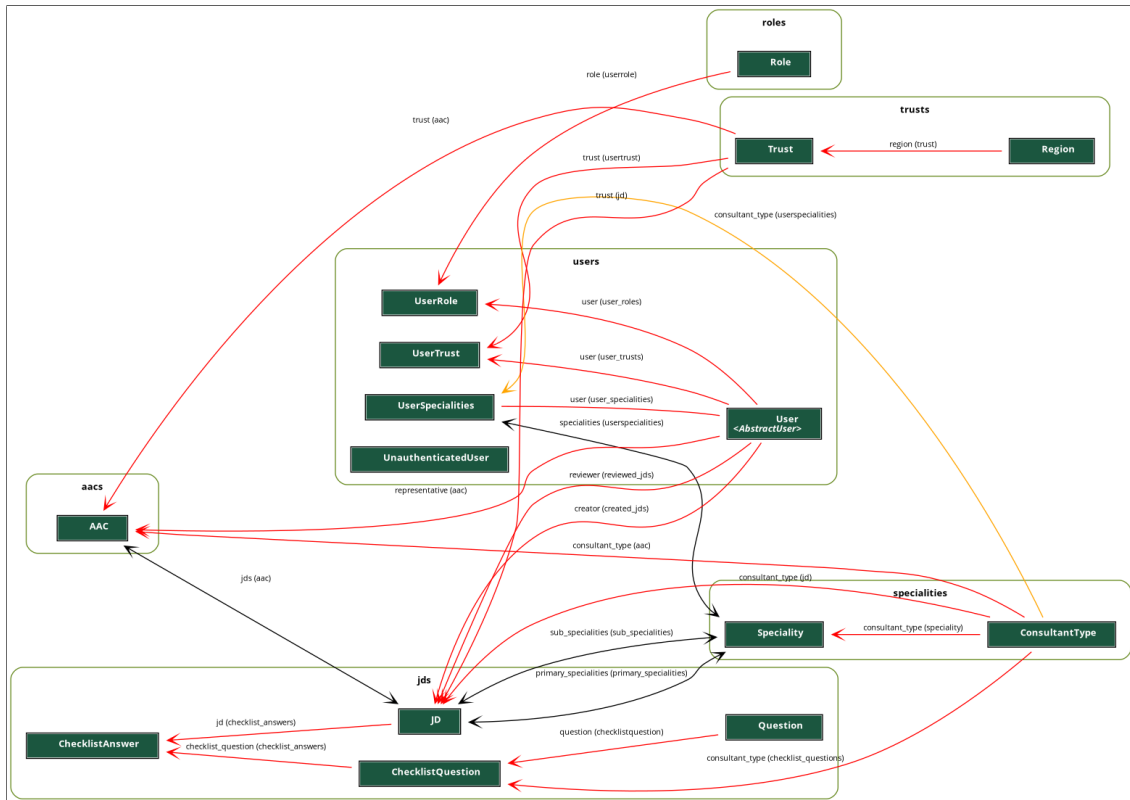 roles
Role
role (userrole)
trusts
trust (aac)
Trust
region (trust)
Region
trust (usertrust)
trust (jd)
consultant_type (userspecialities)
users
UserRole
user (user_roles)
UserTrust
user (user_trusts)
UserSpecialities
user (user_specialities)
User
<AbstractUser>
specialities (userspecialities)
UnauthenticatedUser
reviewer (reviewed_jds)
representative (aac)
creator (created_jds)
aacs
AAC
consultant_type (aac)
jds (aac)
consultant_type (jd)
specialities
sub_specialities (sub_specialities)
Speciality
consultant_type (speciality)
ConsultantType
primary_specialities (primary_specialities)
jds
JD
jd (checklist_answers)
Question
question (checklistquestion)
ChecklistAnswer
checklist_question (checklist_answers)
consultant_type (checklist_questions)
ChecklistQuestion